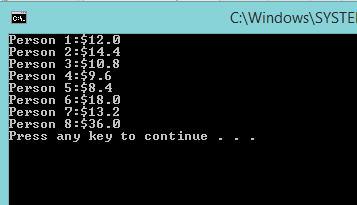 C:\Windows\SYSTE
Person 1:$12.0
Person 2:$14.4
Person 3:$10.8
Person 4:$9.6
Person 5:$8.4
Person 6:$18.0
Person 7:$13.2
Person 8:$36.0
Press any key to continue . . .